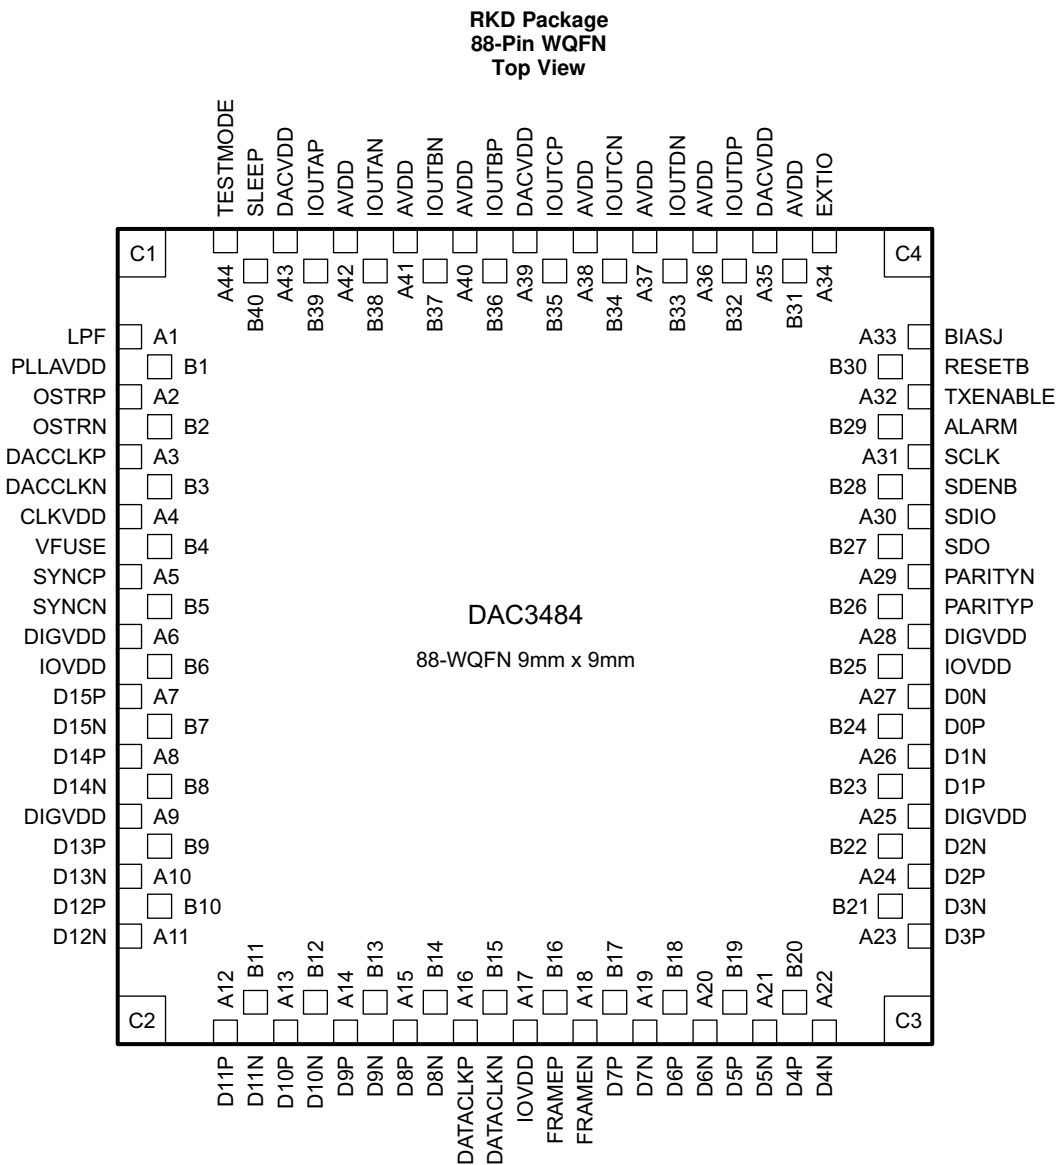 RKD Package
88-Pin WQFN
Top View
TESTMODE
SLEEP
DACVDD
IOUTAP
AVDD
IOUTAN
AVDD
IOUTBN
AVDD
IOUTBP
DACVDD
IOUTCP
AVDD
IOUTCN
AVDD
IOUTDN
AVDD
IOUTDP
DACVDD
AVDD
EXTIO
C1
C4
A44
B40
A43
B39
A42
B38
A41
B37
A40
B36
A39
B35
A38
B34
A37
B33
A36
B32
A35
B31
A34
LPF A1 A33 BIASJ
PLLAVDD B1 B30 RESETB
OSTRP A2 A32 TXENABLE
OSTRN B2 B29 ALARM
DACCLKP A3 A31 SCLK
DACCLKN B3 B28 SDENB
CLKVDD A4 A30 SDIO
VFUSE B4 B27 SDO
SYNCP A5 A29 PARITYN
SYNCN B5 B26 PARITYP
DAC3484
DIGVDD A6 A28 DIGVDD
88-WQFN 9mm x 9mm
IOVDD B6 B25 IOVDD
D15P A7 A27 D0N
D15N B7 B24 D0P
D14P A8 A26 D1N
D14N B8 B23 D1P
DIGVDD A9 A25 DIGVDD
D13P B9 B22 D2N
D13N A10 A24 D2P
D12P B10 B21 D3N
D12N A11 A23 D3P
A12
B11
A13
B12
A14
B13
A15
B14
A16
B15
A17
B16
A18
B17
A19
B18
A20
B19
A21
B20
A22
C2
C3
D11P
D11N
D10P
D10N
D9P
D9N
D8P
D8N
DATACLKP
DATACLKN
IOVDD
FRAMEP
FRAMEN
D7P
D7N
D6P
D6N
D5P
D5N
D4P
D4N